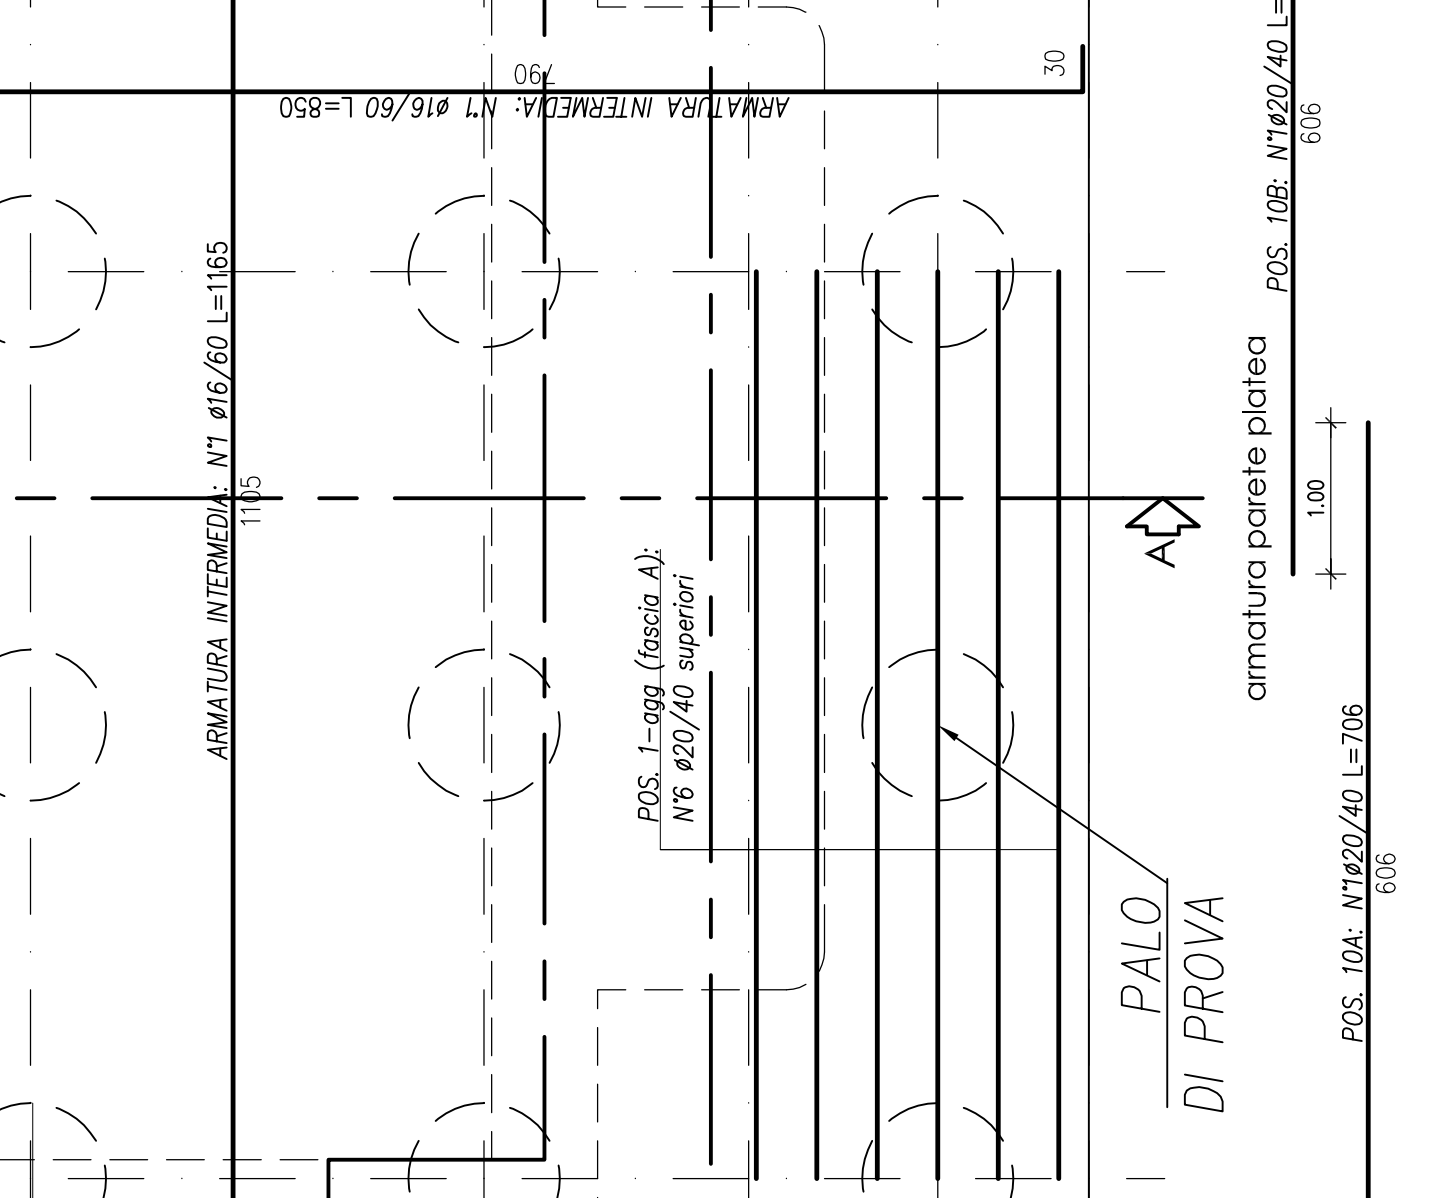 790
30
ARMATURA INTERMEDIA: N°1 ø16/60 L=850
ARMATURA INTERMEDIA: N°1 ø16/60 L=1165
1105
POS. 1-agg (fascia A):
N°6 ø20/40 superiori
A
PALO
DI PROVA
armatura parete platea
POS. 10B: N°1ø20/40 L=
606
1.00
POS. 10A: N°1ø20/40 L=706
606